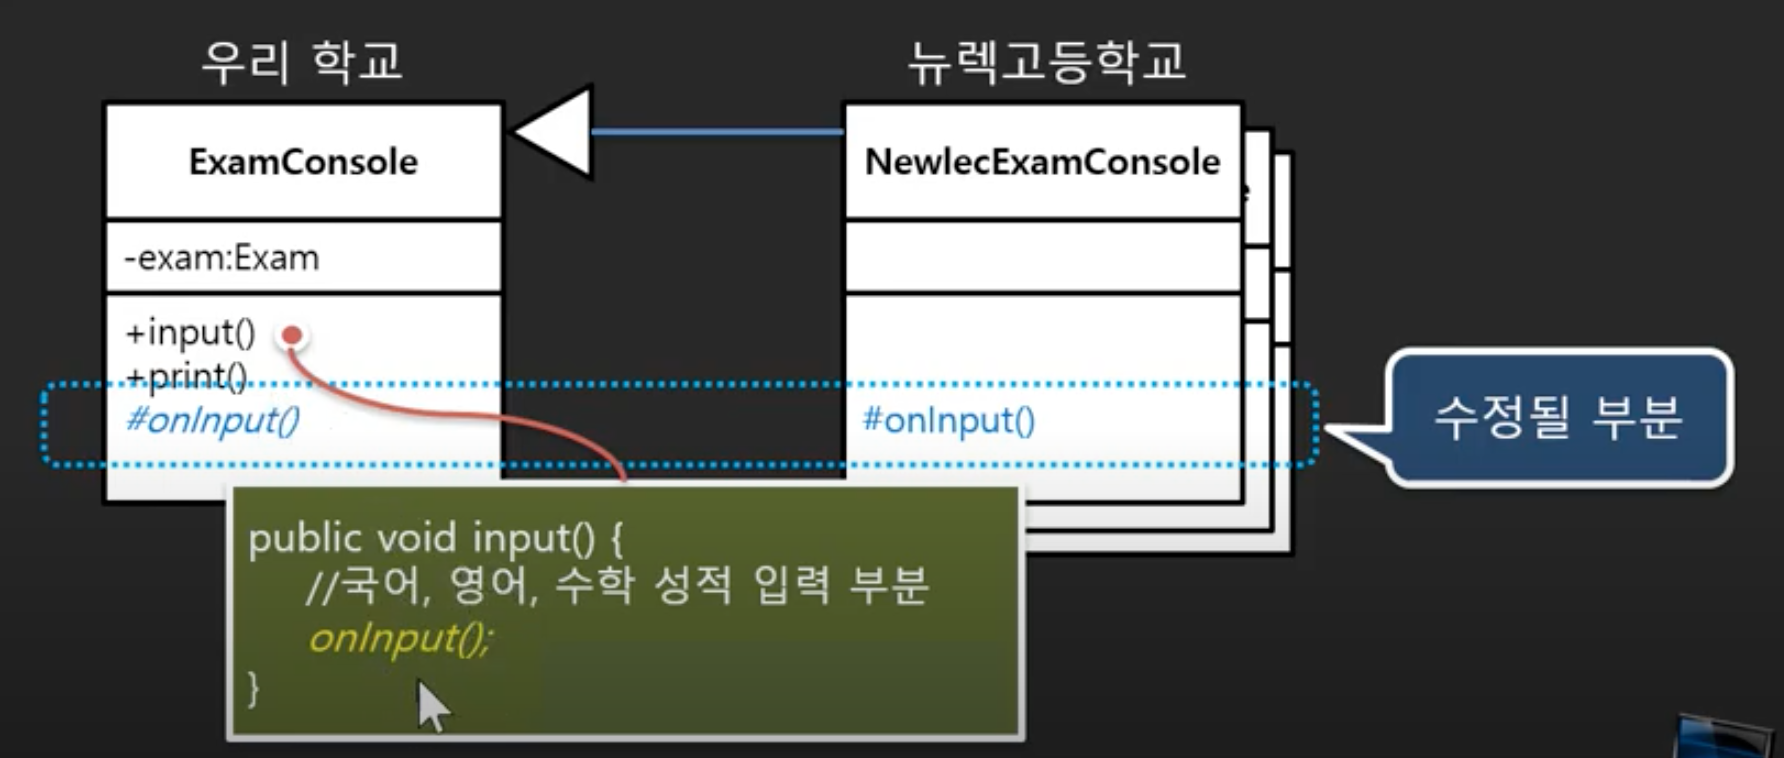 우리 학교
뉴렉고등학교
ExamConsole
NewlecExamConsole
-exam:Exam
+input()
+print()
#onInput()
#onInput()
수정될 부분
public void input() {
//국어, 영어, 수학 성적 입력 부분
onInput();
}